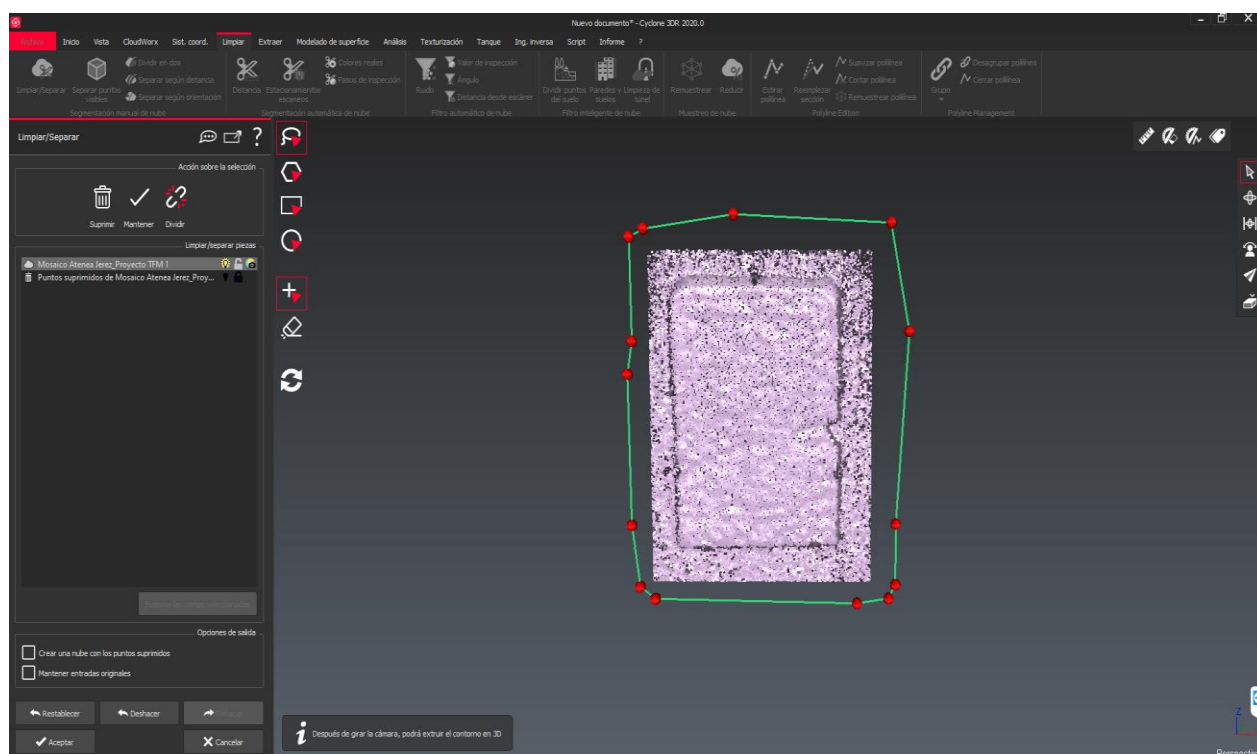 Nuevo documento* - Cyclone 3DR 2020.0
Archivo Inicio Vista CloudWorx Sist. coord. Limpiar Extraer Modelado de superficie Análisis Texturización Tanque Ing. inversa Script Informe ?
Dividir en dos
Separar según distancia
Separar según orientación
Limpiar/Separar
Separar puntos visibles
Segmentación manual de nube
Distancia
Estacionamientos escaneos
Colores reales
Pasos de inspección
Segmentación automática de nube
Ruido
Valor de inspección
Ángulo
Distancia desde escáner
Filtro automático de nube
Dividir puntos del suelo
Paredes y suelos
Limpieza de túnel
Filtro inteligente de nube
Remuestrear
Reducir
Muestreo de nube
Estirar polilínea
Reemplazar sección
Suavizar polilínea
Cortar polilínea
Remuestrear polilínea
Polyline Edition
Grupo
Desagrupar polilínea
Cerrar polilínea
Polyline Management
Limpiar/Separar ?
Acción sobre la selección
Suprimir Mantener Dividir
Limpiar/separar piezas
Mosaico Atenea Jerez_Proyecto TFM 1
Puntos suprimidos de Mosaico Atenea Jerez_Proy...
Opciones de salida
Crear una nube con los puntos suprimidos
Mantener entradas originales
Restablecer Deshacer
Aceptar Cancelar
Después de girar la cámara, podrá extruir el contorno en 3D
Z